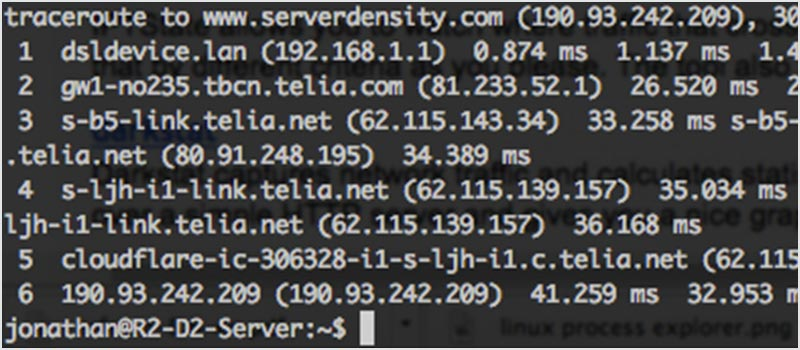 traceroute to www.serverdensity.com (190.93.242.209), 30
1 dsldevice.lan (192.168.1.1) 0.874 ms 1.137 ms 1.4
2 gw1-no235.tbcn.telia.com (81.233.52.1) 26.520 ms 2
3 s-b5-link.telia.net (62.115.143.34) 33.258 ms s-b5-
.telia.net (80.91.248.195) 34.389 ms
4 s-ljh-i1-link.telia.net (62.115.139.157) 35.034 ms
ljh-i1-link.telia.net (62.115.139.157) 36.168 ms
5 cloudflare-ic-306328-i1-s-ljh-i1.c.telia.net (62.115
6 190.93.242.209 (190.93.242.209) 41.259 ms 32.953 m
jonathan@R2-D2-Server:~$
linux process explorer.png